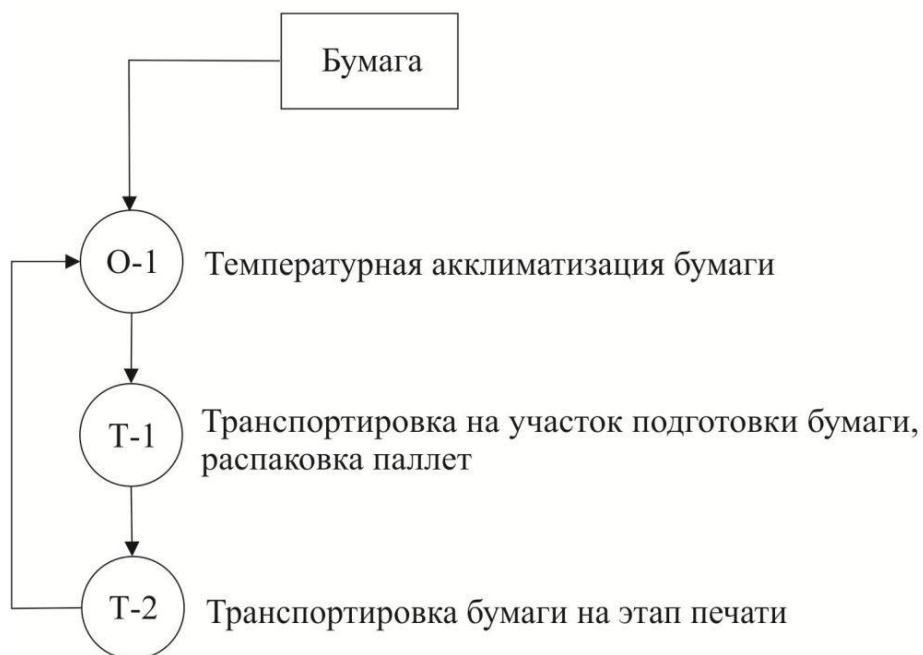 Бумага
О-1
Температурная акклиматизация бумаги
Т-1
Транспортировка на участок подготовки бумаги,
распаковка паллет
Т-2
Транспортировка бумаги на этап печати